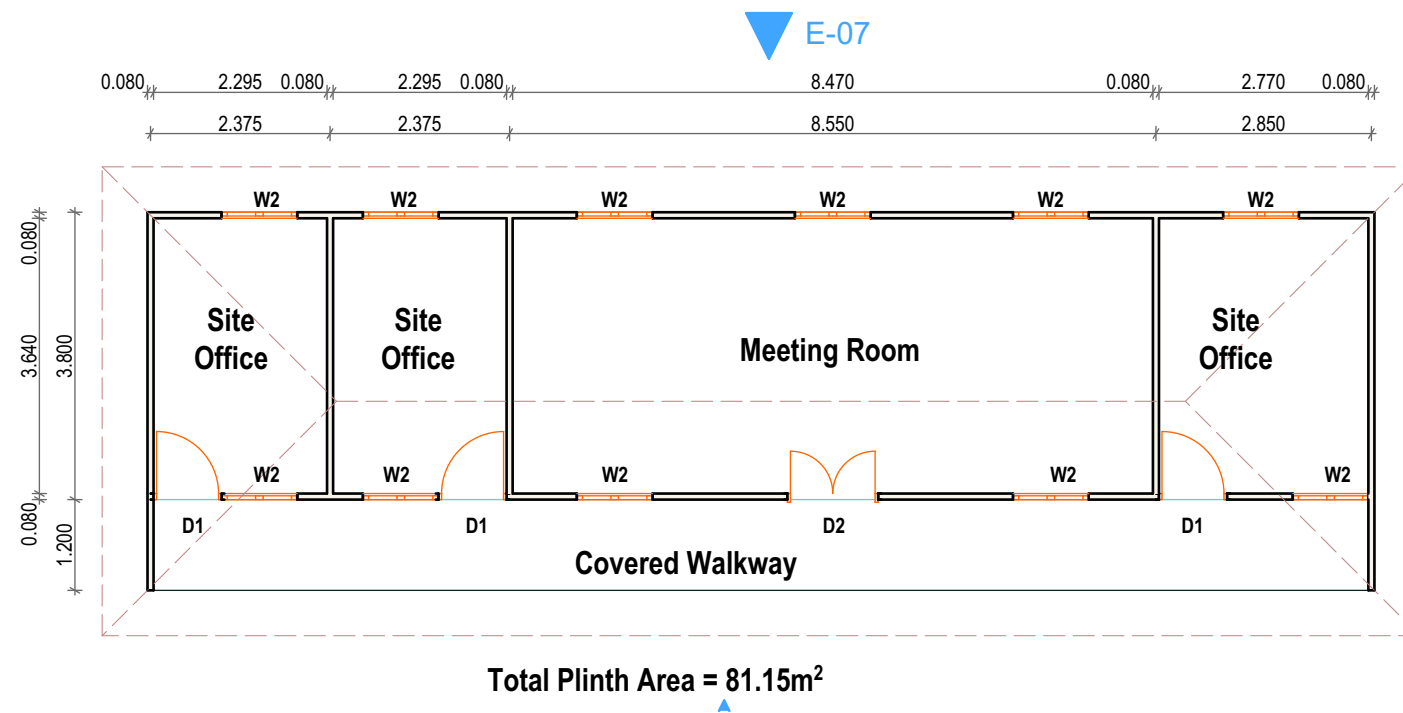 E-07
0.080 2.295 0.080 2.295 0.080 8.470 0.080 2.770 0.080
2.375 2.375 8.550 2.850
W2 W2 W2 W2 W2 W2
0.080
3.640
0.080
3.800
1.200
Site
Office
Site
Office
Meeting Room
Site
Office
W2 W2 W2 W2 W2
D1 D1 D2 D1
Covered Walkway
Total Plinth Area = 81.15m²